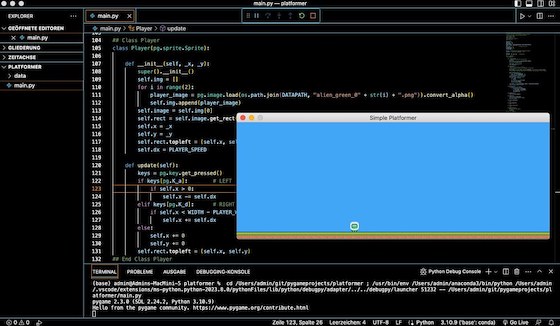 main.py — platformer
EXPLORER
GEÖFFNETE EDITOREN
main.py
GLIEDERUNG
ZEITACHSE
PLATFORMER
data
main.py
main.py
main.py > Player > update
104 ## Class Player
105 class Player(pg.sprite.Sprite):
106
107 def __init__(self, _x, _y):
108 super().__init__()
109 self.img = []
110 for i in range(2):
111 player_image = pg.image.load(os.path.join(DATAPATH, "alien_green_0" + str(i) + ".png")).convert_alpha()
112 self.img.append(player_image)
113 self.image = self.img[0]
114 self.rect = self.image.get_rect
115 self.x = _x
116 self.y = _y
117 self.rect.topleft = (self.x, se
118 self.dx = PLAYER_SPEED
119
120 def update(self):
121 keys = pg.key.get_pressed()
122 if keys[pg.K_a]: # LEFT
123 if self.x > 0:
124 self.x -= self.dx
125 elif keys[pg.K_d]: # RIGHT
126 if self.x < WIDTH - PLAYER_
127 self.x += self.dx
128 else:
129 self.x += 0
130 self.y += 0
131 self.rect.topleft = (self.x, self.y)
132 ## End Class Player
Simple Platformer
TERMINAL PROBLEME AUSGABE DEBUGGING-KONSOLE
Python Debug Console
(base) admin@Admins-MacMini-5 platformer % cd /Users/admin/git/pygameprojects/platformer ; /usr/bin/env /Users/admin/anaconda3/bin/python /Users/admin
/.vscode/extensions/ms-python.python-2023.8.0/pythonFiles/lib/python/debugpy/adapter/../../debugpy/launcher 51232 -- /Users/admin/git/pygameprojects/pl
atformer/main.py
pygame 2.3.0 (SDL 2.24.2, Python 3.10.9)
Hello from the pygame community. https://www.pygame.org/contribute.html
Zeile 123, Spalte 26 Leerzeichen: 4 UTF-8 LF Python 3.10.9 Go Live